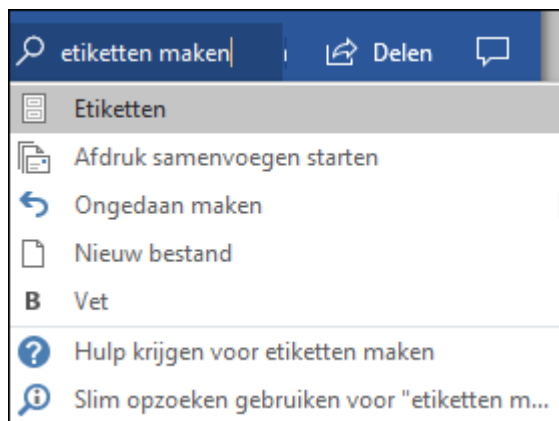 etiketten maken Delen
Etiketten
Afdruk samenvoegen starten
Ongedaan maken
Nieuw bestand
B Vet
Hulp krijgen voor etiketten maken
Slim opzoeken gebruiken voor "etiketten m...